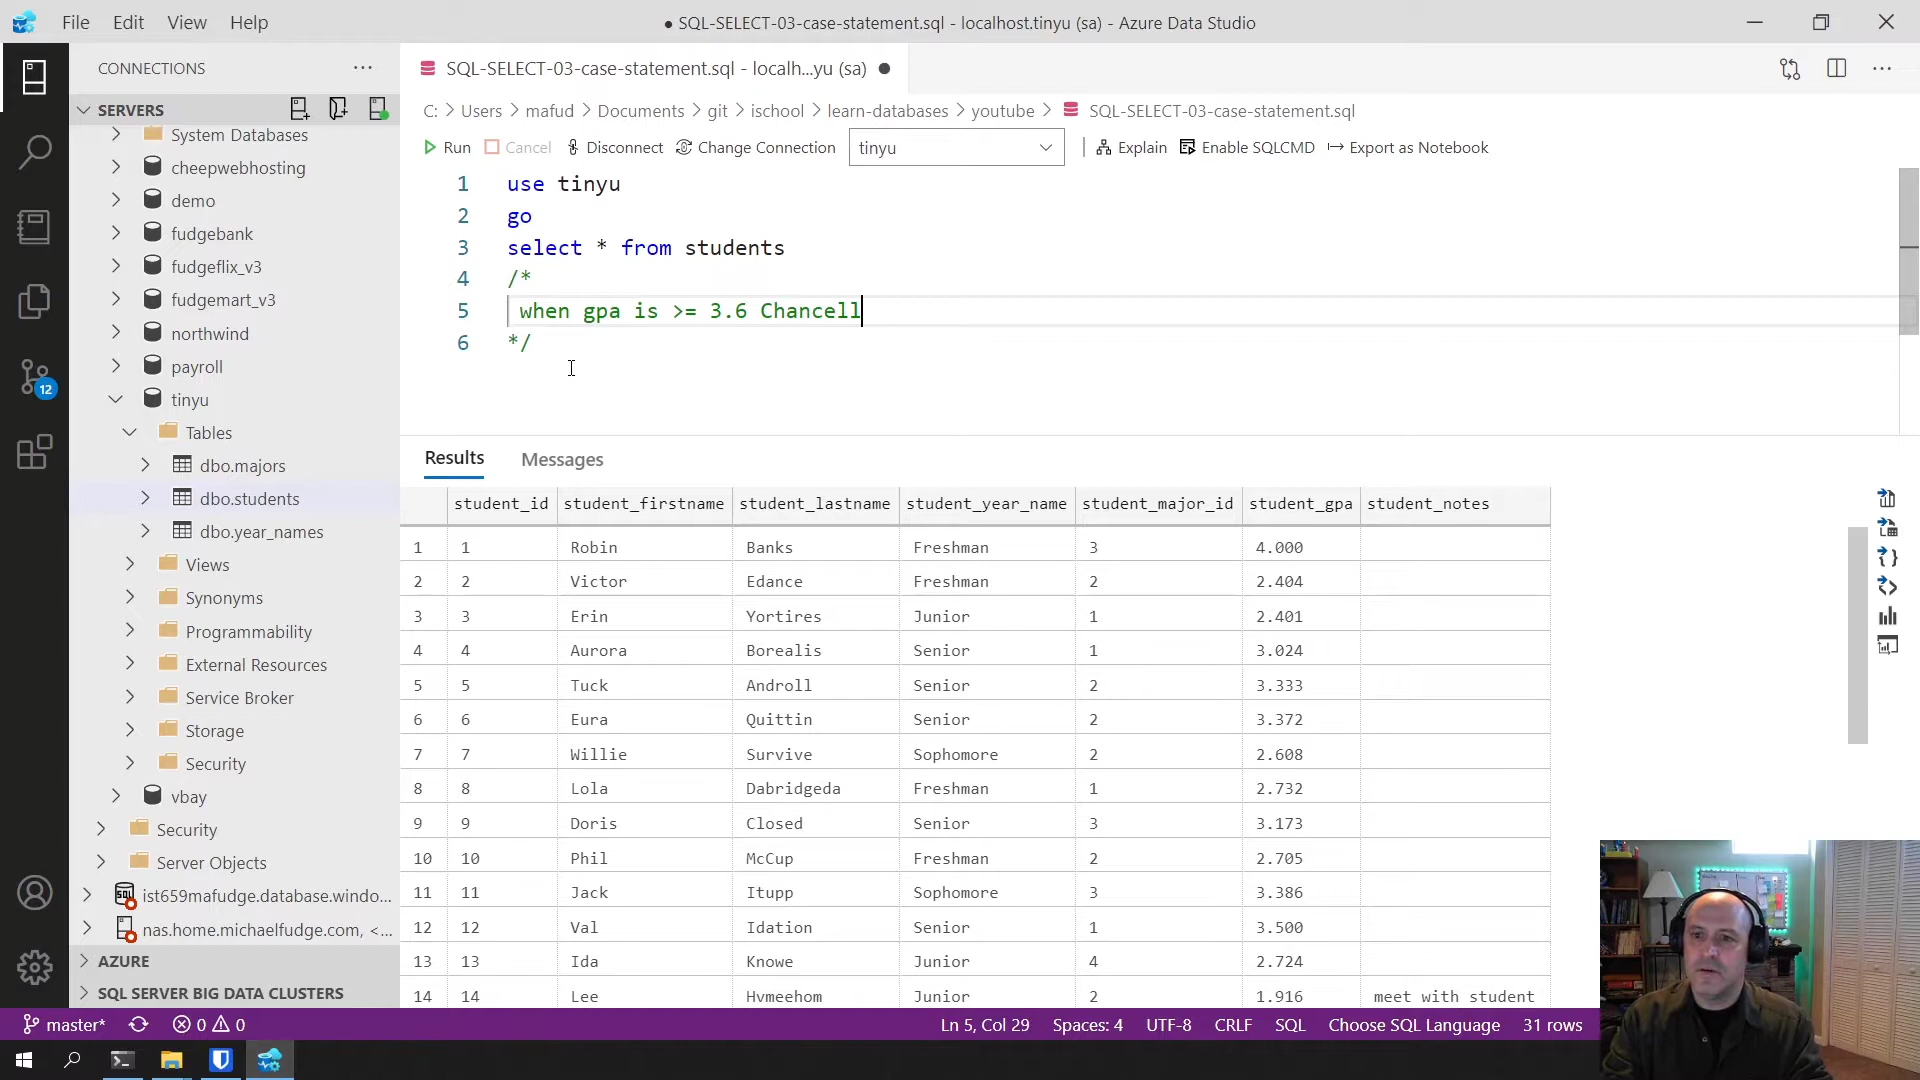 File Edit View Help
● SQL-SELECT-03-case-statement.sql - localhost.tinyu (sa) - Azure Data Studio
CONNECTIONS
SQL-SELECT-03-case-statement.sql - localh...yu (sa)
SERVERS
C: > Users > mafud > Documents > git > ischool > learn-databases > youtube > SQL-SELECT-03-case-statement.sql
Run Cancel Disconnect Change Connection tinyu Explain Enable SQLCMD Export as Notebook
System Databases
cheepwebhosting
demo
fudgebank
fudgeflix_v3
fudgemart_v3
northwind
payroll
tinyu
Tables
dbo.majors
dbo.students
dbo.year_names
Views
Synonyms
Programmability
External Resources
Service Broker
Storage
Security
vbay
Security
Server Objects
ist659mafudge.database.windo...
nas.home.michaelfudge.com, <...
AZURE
SQL SERVER BIG DATA CLUSTERS
12
1 use tinyu
2 go
3 select * from students
4 /*
5 when gpa is >= 3.6 Chancell
6 */
Results Messages
student_id student_firstname student_lastname student_year_name student_major_id student_gpa student_notes
1 1 Robin Banks Freshman 3 4.000
2 2 Victor Edance Freshman 2 2.404
3 3 Erin Yortires Junior 1 2.401
4 4 Aurora Borealis Senior 1 3.024
5 5 Tuck Androll Senior 2 3.333
6 6 Eura Quittin Senior 2 3.372
7 7 Willie Survive Sophomore 2 2.608
8 8 Lola Dabridgeda Freshman 1 2.732
9 9 Doris Closed Senior 3 3.173
10 10 Phil McCup Freshman 2 2.705
11 11 Jack Itupp Sophomore 3 3.386
12 12 Val Idation Senior 1 3.500
13 13 Ida Knowe Junior 4 2.724
14 14 Lee Hvmeehom Junior 2 1.916 meet with student
master* 0 0 Ln 5, Col 29 Spaces: 4 UTF-8 CRLF SQL Choose SQL Language 31 rows